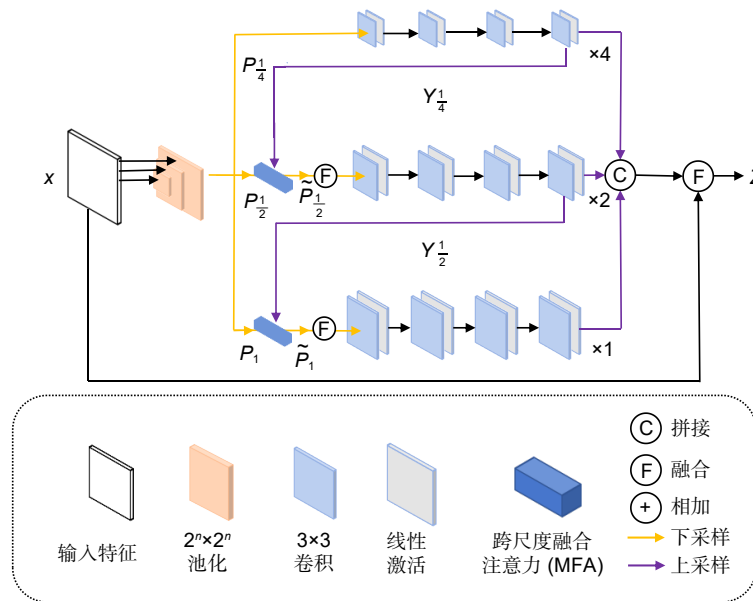 ×4
P1/4
Y1/4
x
P1/2
P̃1/2
F
×2
C
F
Z
Y1/2
P1
P̃1
F
×1
输入特征
2ⁿ×2ⁿ
池化
3×3
卷积
线性
激活
跨尺度融合
注意力 (MFA)
C 拼接
F 融合
+ 相加
下采样
上采样